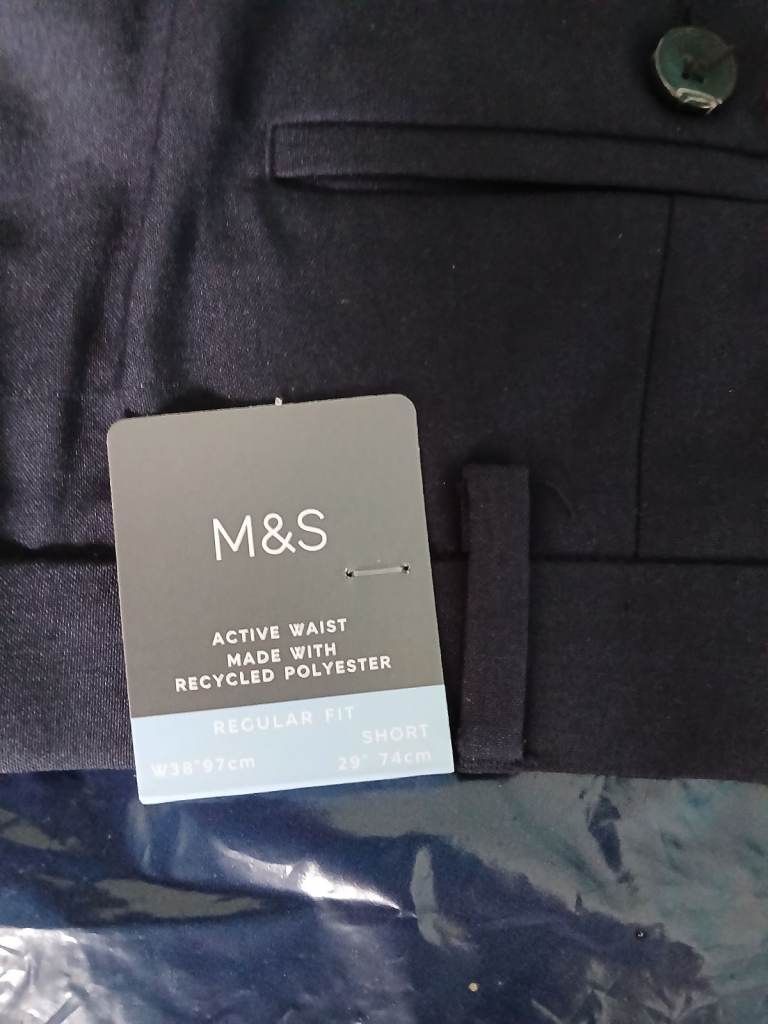 M&S
ACTIVE WAIST
MADE WITH
RECYCLED POLYESTER
REGULAR FIT
SHORT
W38"97cm 29" 74cm